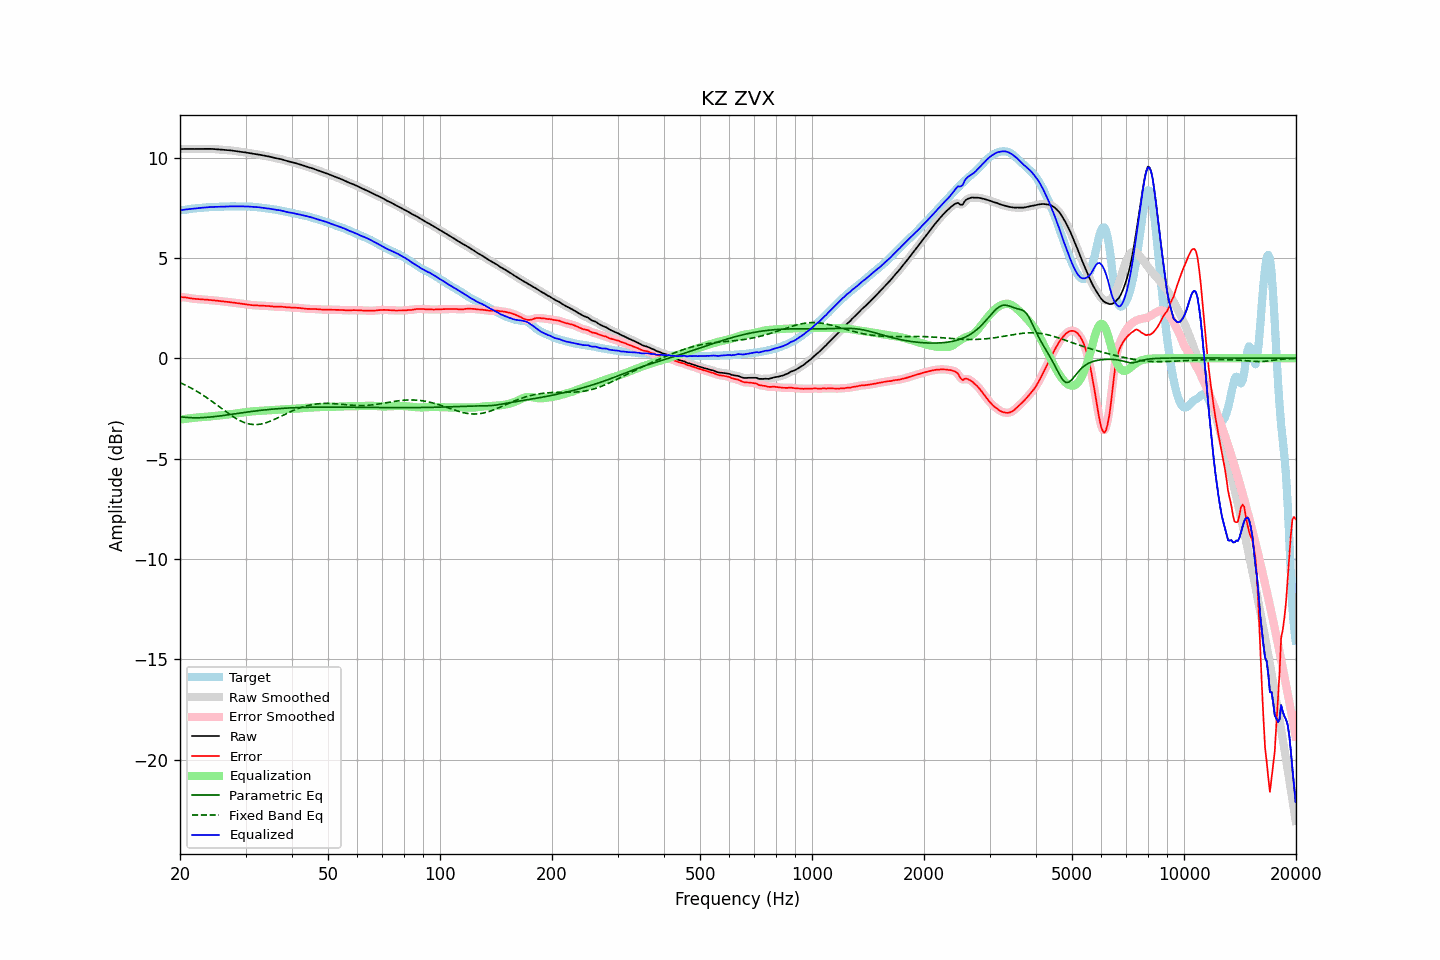 KZ ZVX
Amplitude (dBr)
10
5
0
−5
−10
−15
−20
Target
Raw Smoothed
Error Smoothed
Raw
Error
Equalization
Parametric Eq
Fixed Band Eq
Equalized
20 50 100 200 500 1000 2000 5000 10000 20000
Frequency (Hz)